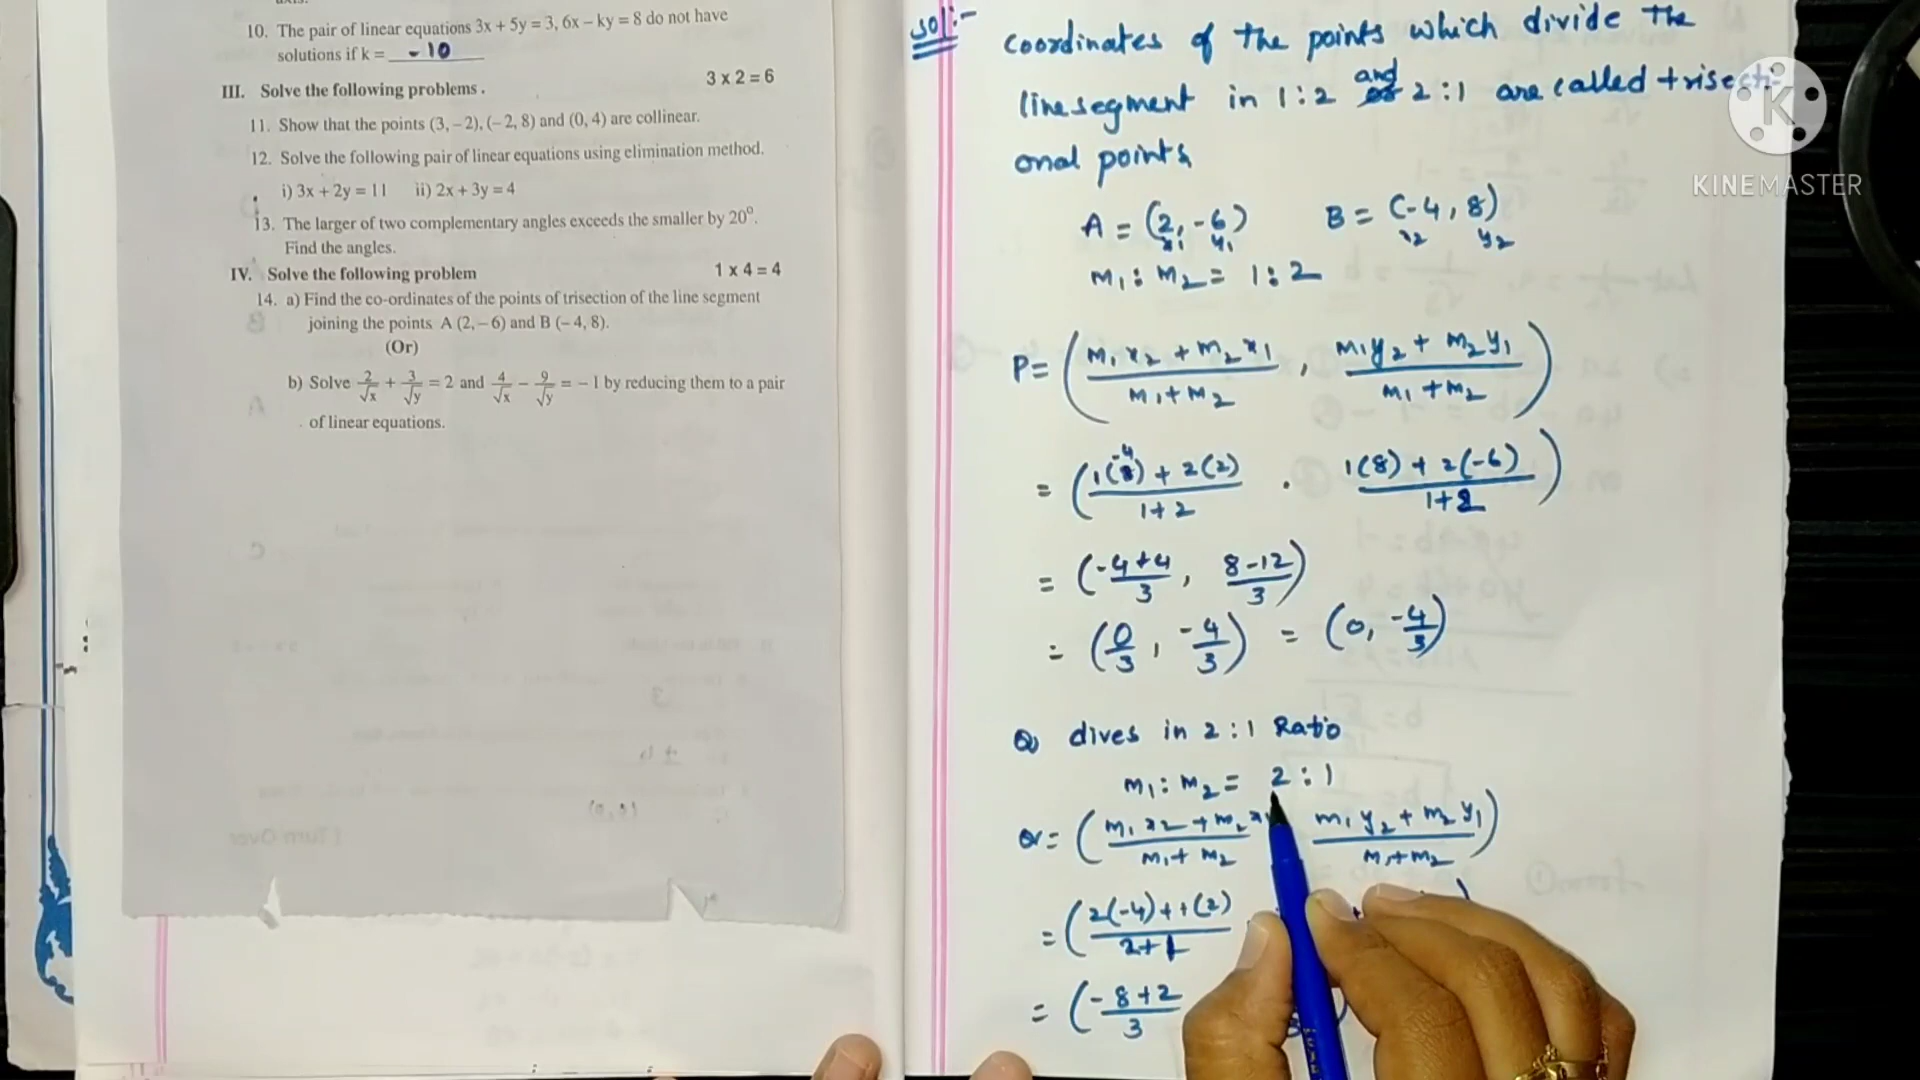 10. The pair of linear equations 3x + 5y = 3, 6x – ky = 8 do not have
solutions if k = -10
III. Solve the following problems . 3 x 2 = 6
11. Show that the points (3, – 2), (– 2, 8) and (0, 4) are collinear.
12. Solve the following pair of linear equations using elimination method.
i) 3x + 2y = 11 ii) 2x + 3y = 4
13. The larger of two complementary angles exceeds the smaller by 20°.
Find the angles.
IV. Solve the following problem 1 x 4 = 4
14. a) Find the co-ordinates of the points of trisection of the line segment
joining the points A (2, – 6) and B (– 4, 8).
(Or)
b) Solve 2/√x + 3/√y = 2 and 4/√x – 9/√y = – 1 by reducing them to a pair
of linear equations.
Sol:-
Coordinates of the points which divide the
linesegment in 1:2 and 2:1 are called trisecti-
onal points
A = (2, -6) B = (-4, 8)
x1 y1 x2 y2
m1 : m2 = 1:2
P = ( m1x2 + m2x1 / m1+m2 , m1y2 + m2y1 / m1+m2 )
= ( 1(-4) + 2(2) / 1+2 . 1(8) + 2(-6) / 1+2 )
= ( -4+4 / 3 , 8-12 / 3 )
= ( 0/3 , -4/3 ) = (0, -4/3)
Q dives in 2:1 Ratio
m1 : m2 = 2:1
Q = ( m1x2 + m2x1 / m1+m2 m1y2 + m2y1 / m1+m2 )
= ( 2(-4)+1(2) / 2+1
= ( -8+2 / 3
K
KINEMASTER